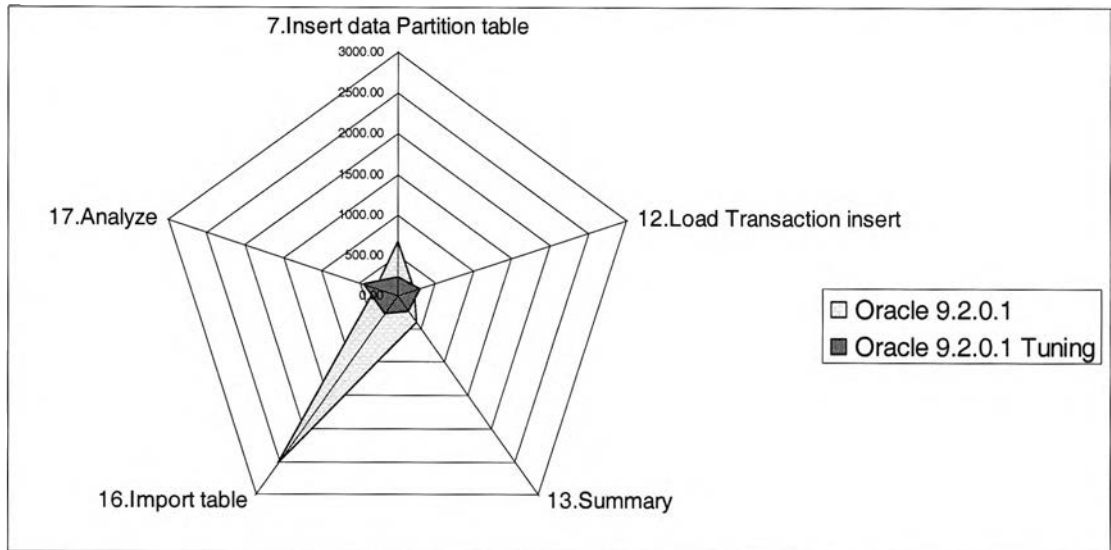 7.Insert data Partition table
3000.00
2500.00
2000.00
1500.00
1000.00
500.00
0.00
17.Analyze
12.Load Transaction insert
Oracle 9.2.0.1
Oracle 9.2.0.1 Tuning
16.Import table
13.Summary